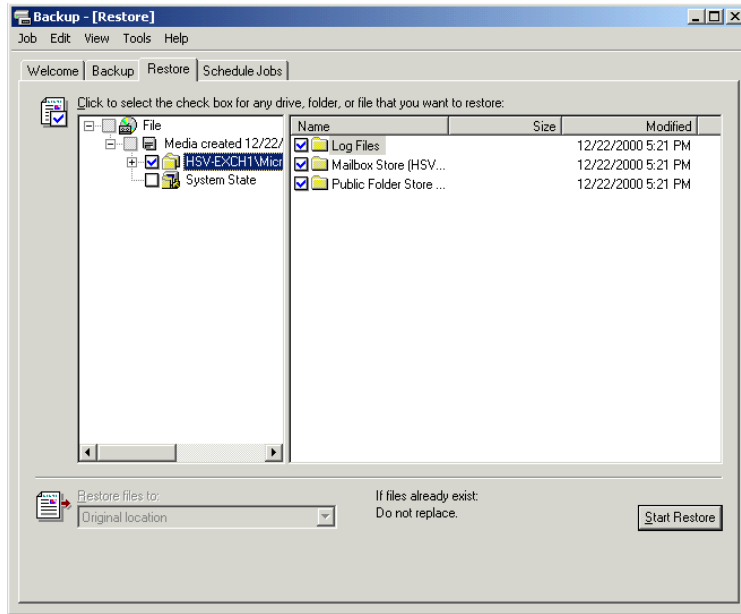 Backup - [Restore]
Job Edit View Tools Help
Welcome Backup Restore Schedule Jobs
Click to select the check box for any drive, folder, or file that you want to restore:
File
Media created 12/22/
HSV-EXCH1\Micr
System State
Name Size Modified
Log Files 12/22/2000 5:21 PM
Mailbox Store (HSV... 12/22/2000 5:21 PM
Public Folder Store ... 12/22/2000 5:21 PM
Restore files to:
Original location
If files already exist:
Do not replace.
Start Restore